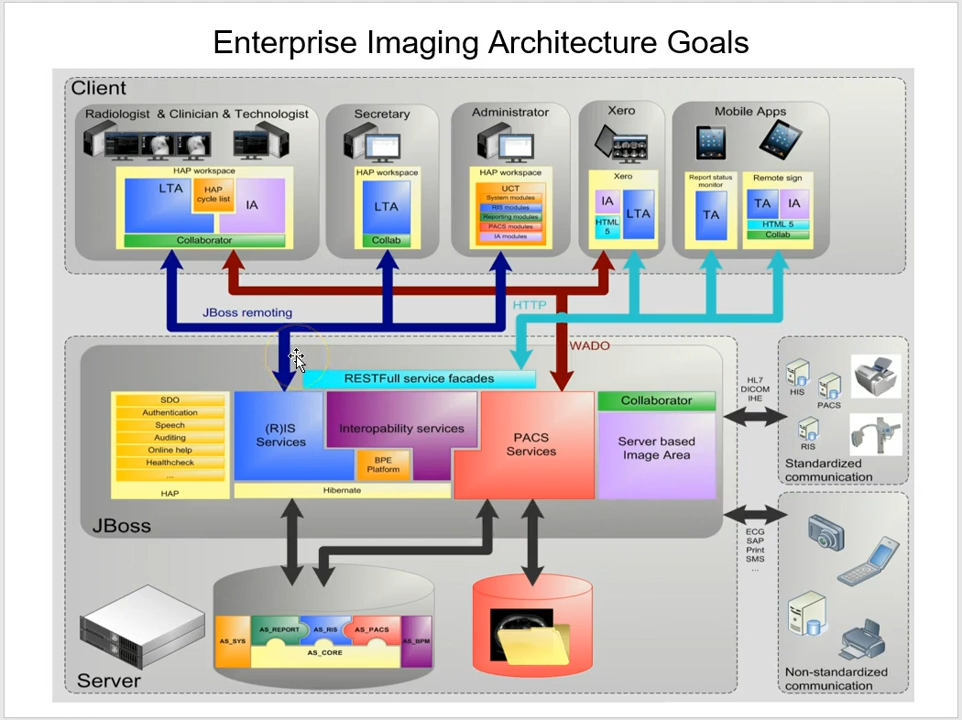 Enterprise Imaging Architecture Goals
Client
Radiologist & Clinician & Technologist
HAP workspace
LTA
HAP
cycle list
IA
Collaborator
Secretary
HAP workspace
LTA
Collab
Administrator
HAP workspace
UCT
System modules
RIS modules
Reporting modules
PACS modules
IA modules
Xero
Xero
IA
HTML
5
LTA
Mobile Apps
Report status
monitor
TA
Remote sign
TA
IA
HTML 5
Collab
JBoss remoting
HTTP
WADO
RESTFull service facades
SDO
Authentication
Speech
Auditing
Online help
Healthcheck
...
HAP
(R)IS
Services
Interopability services
BPE
Platform
Hibernate
PACS
Services
Collaborator
Server based
Image Area
JBoss
HL7
DICOM
IHE
HIS
PACS
RIS
Standardized
communication
ECG
SAP
Print
SMS
...
Non-standardized
communication
AS_SYS
AS_REPORT
AS_RIS
AS_PACS
AS_BPM
AS_CORE
Server